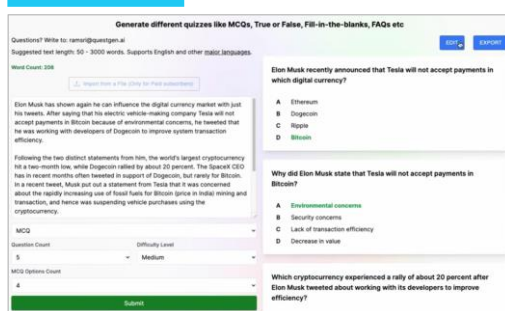 Generate different quizzes like MCQs, True or False, Fill-in-the-blanks, FAQs etc
Questions? Write to: ramsri@questgen.ai
Suggested text length: 50 - 3000 words. Supports English and other major languages.
Word Count: 208
Import from a File (Only for Paid subscribers)
Elon Musk has shown again he can influence the digital currency market with just
his tweets. After saying that his electric vehicle-making company Tesla will not
accept payments in Bitcoin because of environmental concerns, he tweeted that
he was working with developers of Dogecoin to improve system transaction
efficiency.
Following the two distinct statements from him, the world's largest cryptocurrency
hit a two-month low, while Dogecoin rallied by about 20 percent. The SpaceX CEO
has in recent months often tweeted in support of Dogecoin, but rarely for Bitcoin.
In a recent tweet, Musk put out a statement from Tesla that it was concerned
about the rapidly increasing use of fossil fuels for Bitcoin (price in India) mining and
transaction, and hence was suspending vehicle purchases using the
cryptocurrency.
MCQ
Question Count
Difficulty Level
5
Medium
MCQ Options Count
4
Submit
EDIT
EXPORT
Elon Musk recently announced that Tesla will not accept payments in
which digital currency?
A Ethereum
B Dogecoin
C Ripple
D Bitcoin
Why did Elon Musk state that Tesla will not accept payments in
Bitcoin?
A Environmental concerns
B Security concerns
C Lack of transaction efficiency
D Decrease in value
Which cryptocurrency experienced a rally of about 20 percent after
Elon Musk tweeted about working with its developers to improve
efficiency?